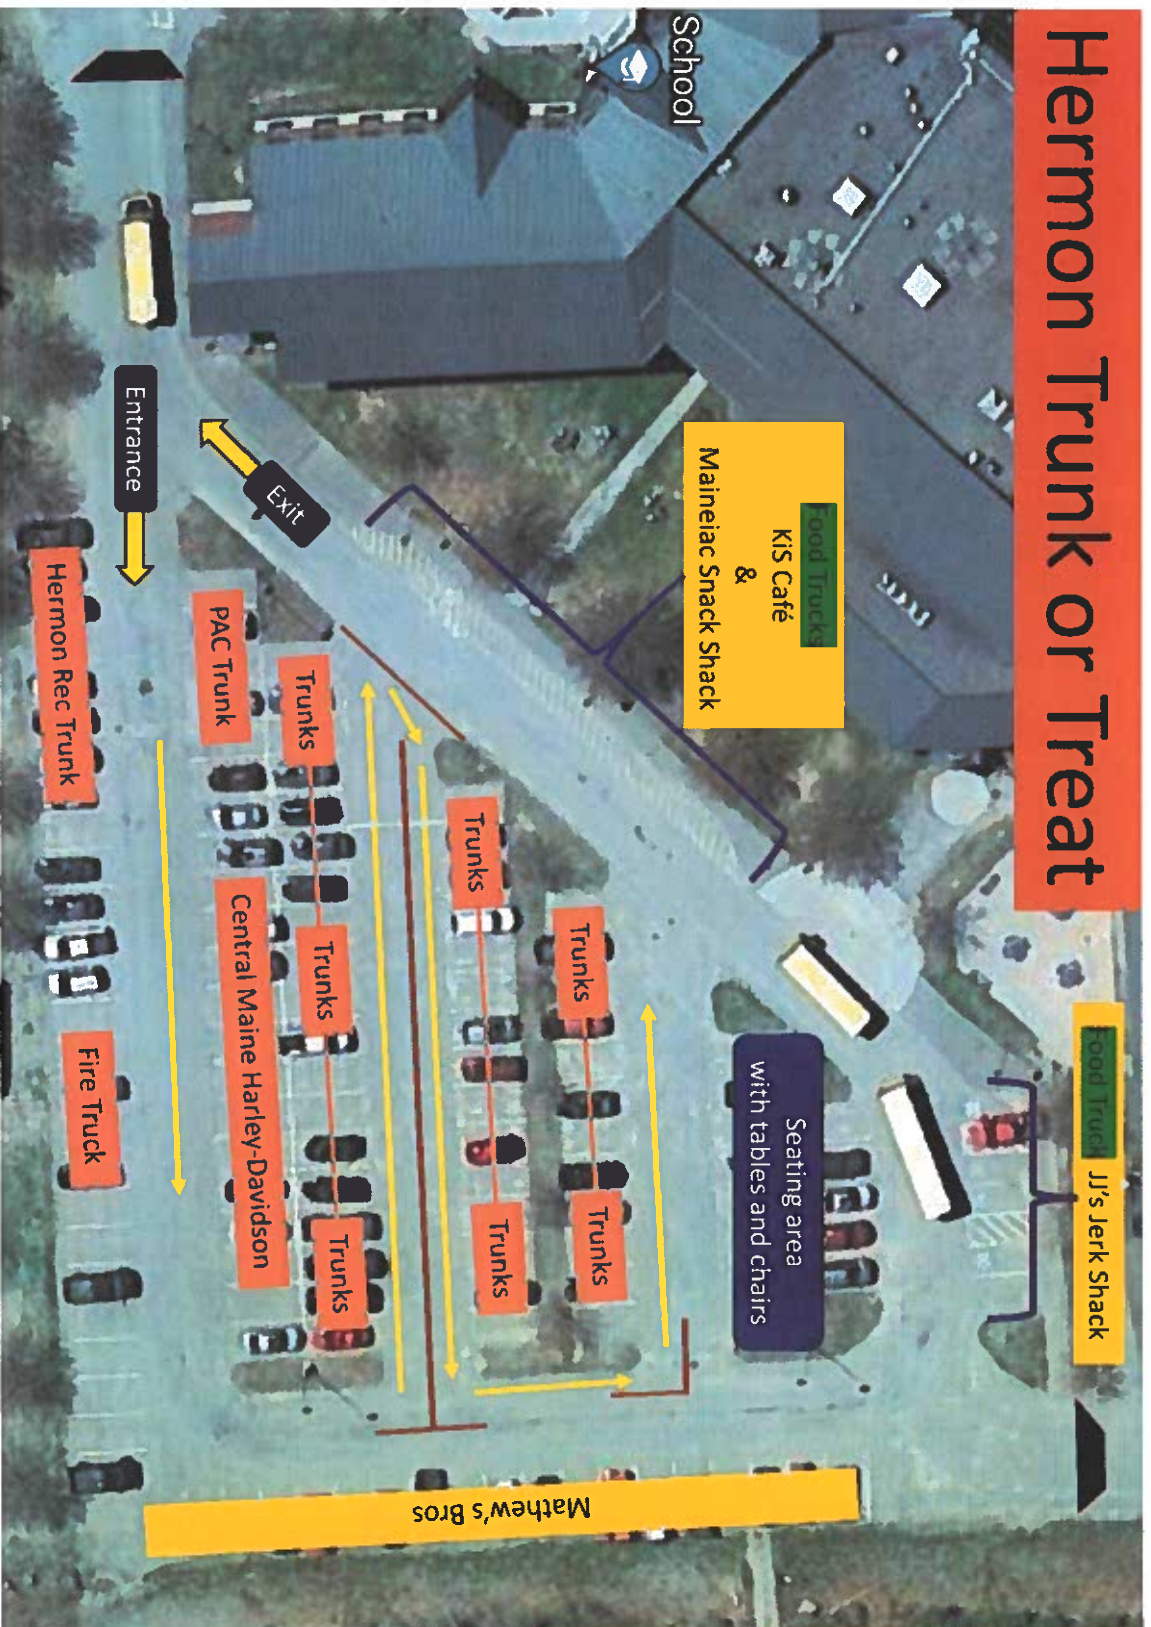 Hermon Trunk or Treat
School
Food Trucks
KiS Café
&
Maineiac Snack Shack
Food Truck JJ's Jerk Shack
Seating area
with tables and chairs
Exit
Entrance
Trunks
Trunks
Trunks
Trunks
Trunks
Trunks
Trunks
PAC Trunk
Central Maine Harley-Davidson
Hermon Rec Trunk
Fire Truck
Mathew's Bros